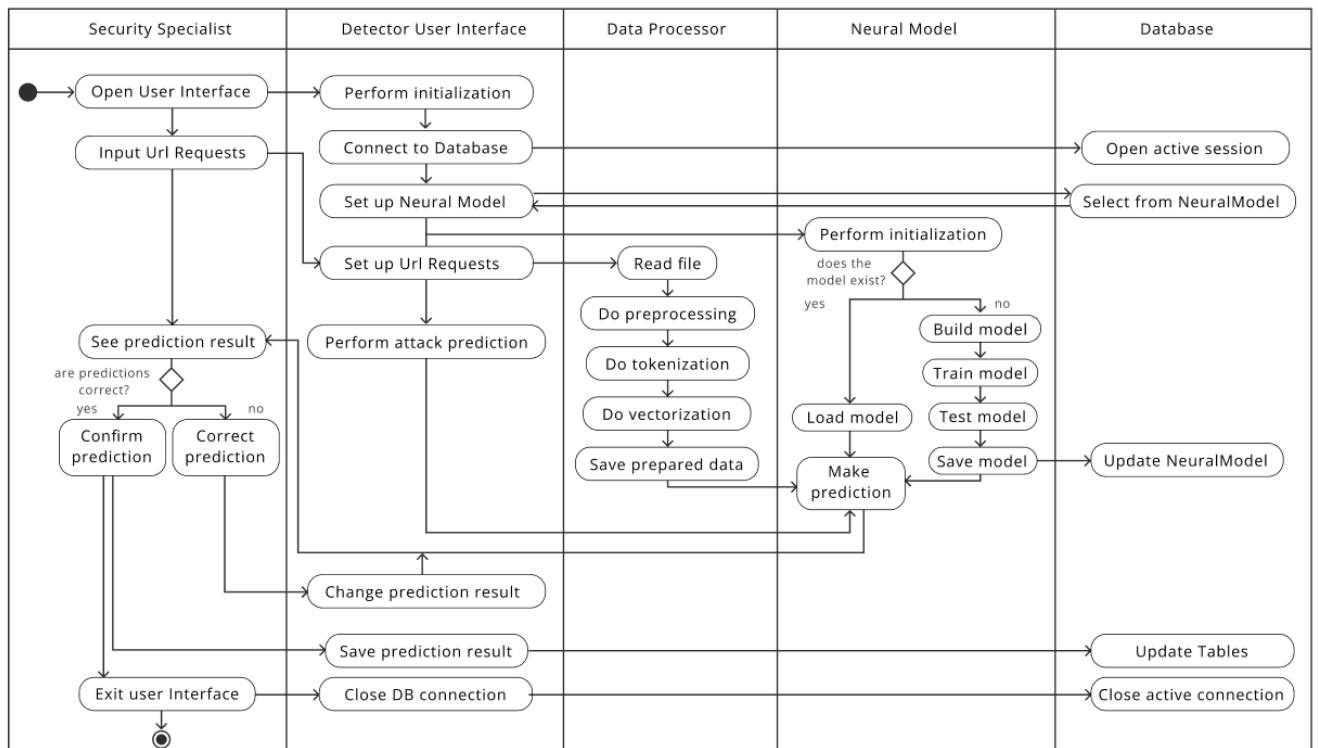 Security Specialist
Detector User Interface
Data Processor
Neural Model
Database
Open User Interface
Perform initialization
Connect to Database
Open active session
Input Url Requests
Set up Neural Model
Select from NeuralModel
Perform initialization
Set up Url Requests
Read file
does the
model exist?
yes
no
Do preprocessing
Build model
See prediction result
Perform attack prediction
Do tokenization
Train model
are predictions
correct?
yes
no
Do vectorization
Load model
Test model
Confirm
prediction
Correct
prediction
Save prepared data
Make
prediction
Save model
Update NeuralModel
Change prediction result
Save prediction result
Update Tables
Exit user Interface
Close DB connection
Close active connection